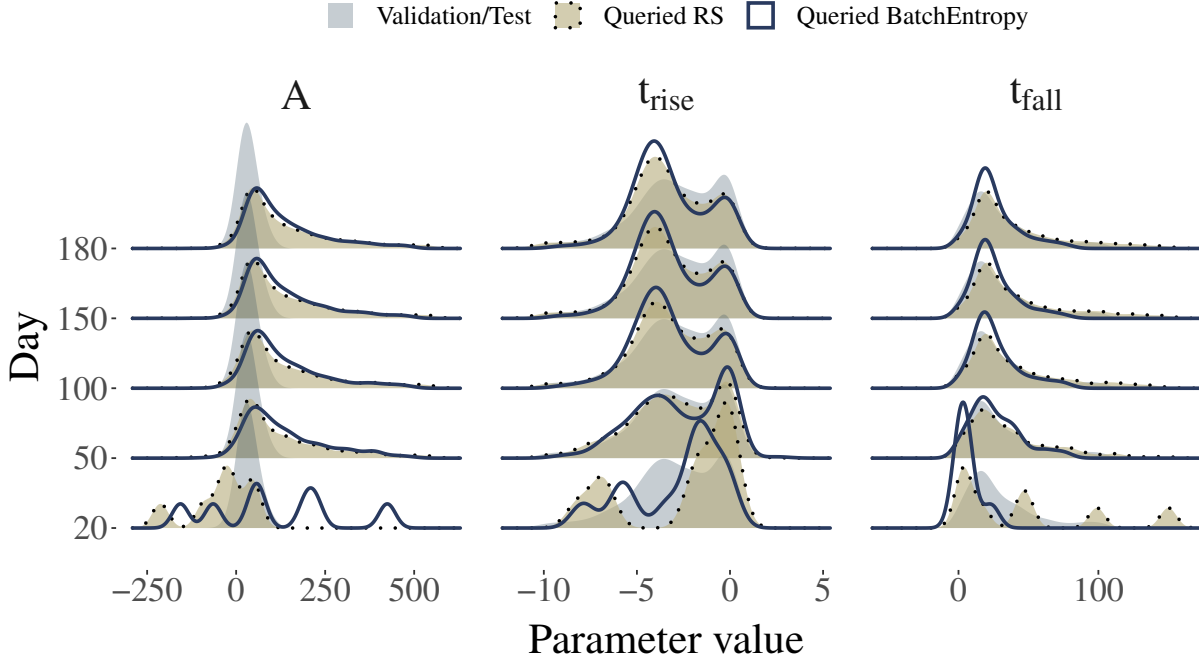 Validation/Test Queried RS Queried BatchEntropy
A t_rise t_fall
Day
180
150
100
50
20
−250 0 250 500 −10 −5 0 5 0 100
Parameter value